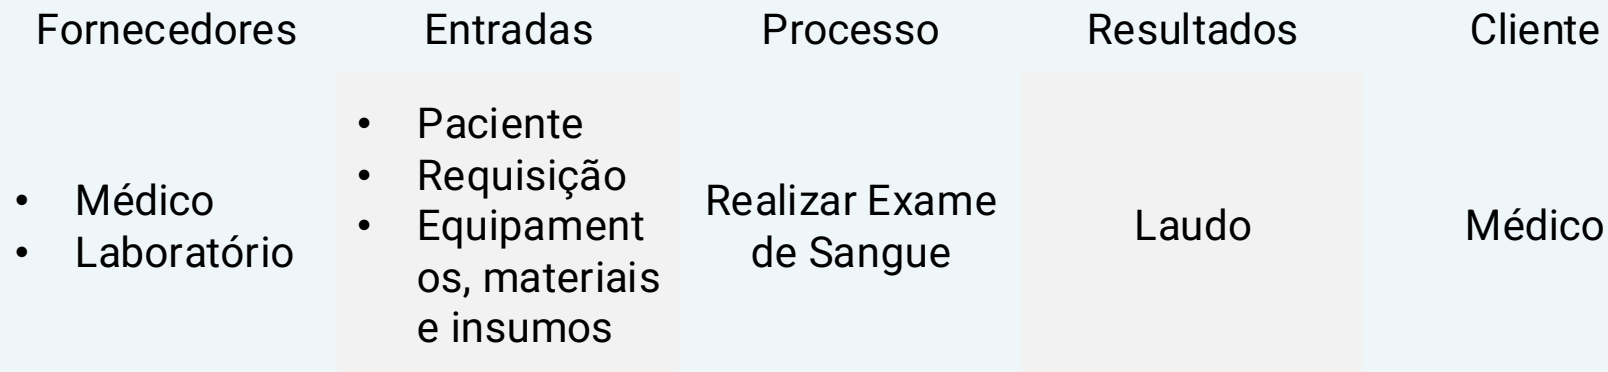 Fornecedores Entradas Processo Resultados Cliente
• Médico
• Laboratório
• Paciente
• Requisição
• Equipament
os, materiais
e insumos
Realizar Exame
de Sangue
Laudo
Médico